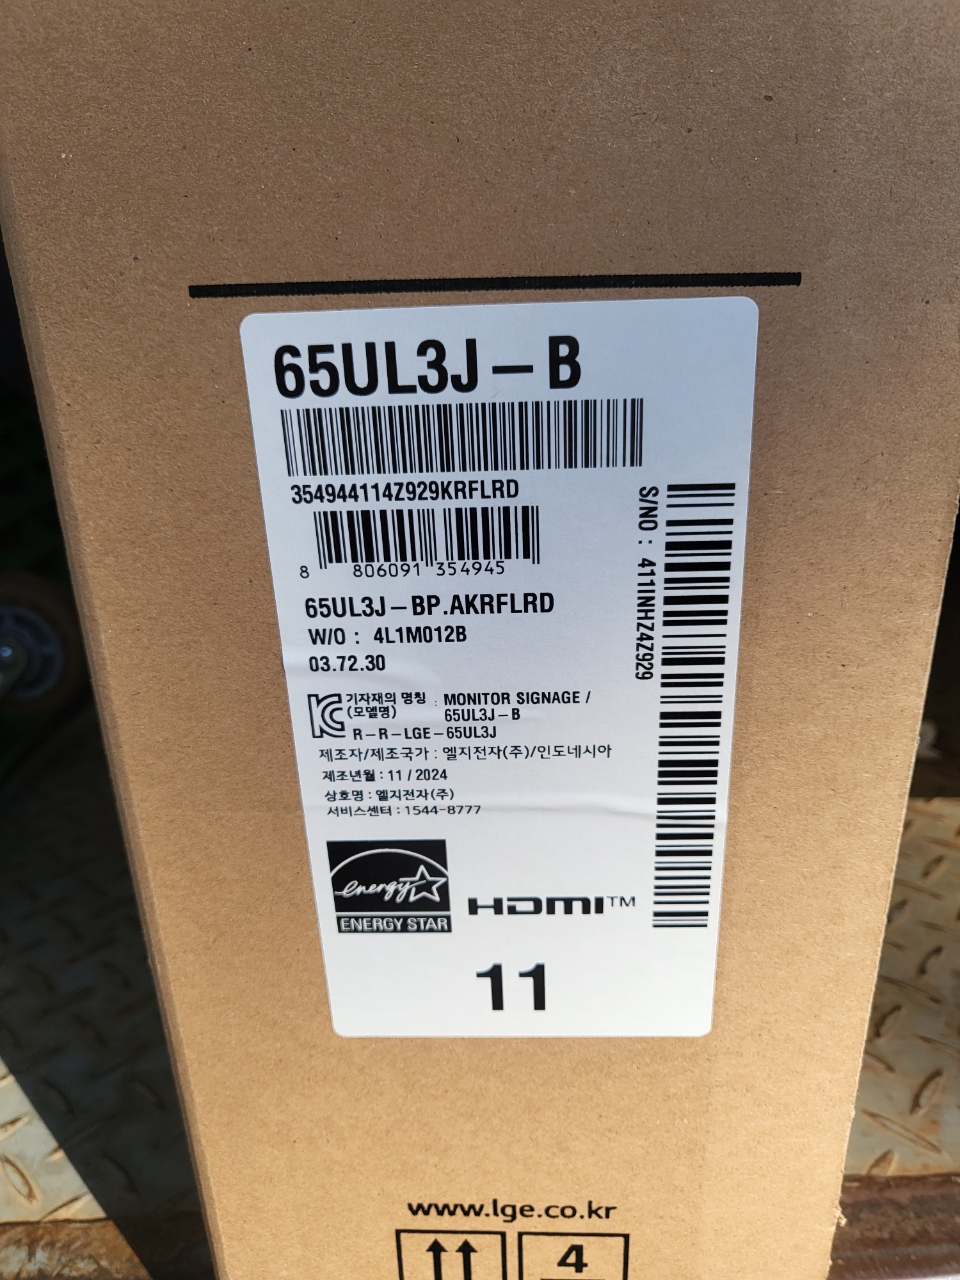 65UL3J-B
354944114Z929KRFLRD
8 806091 354945
65UL3J-BP.AKRFLRD
W/O : 4L1M012B
03.72.30
기자재의 명칭 : MONITOR SIGNAGE /
(모델명) 65UL3J-B
R-R-LGE-65UL3J
제조자/제조국가 : 엘지전자(주)/인도네시아
제조년월 : 11 / 2024
상호명 : 엘지전자(주)
서비스센터 : 1544-8777
S/NO : 411INHZ4Z929
energy
ENERGY STAR
HDMI™
11
www.lge.co.kr
4